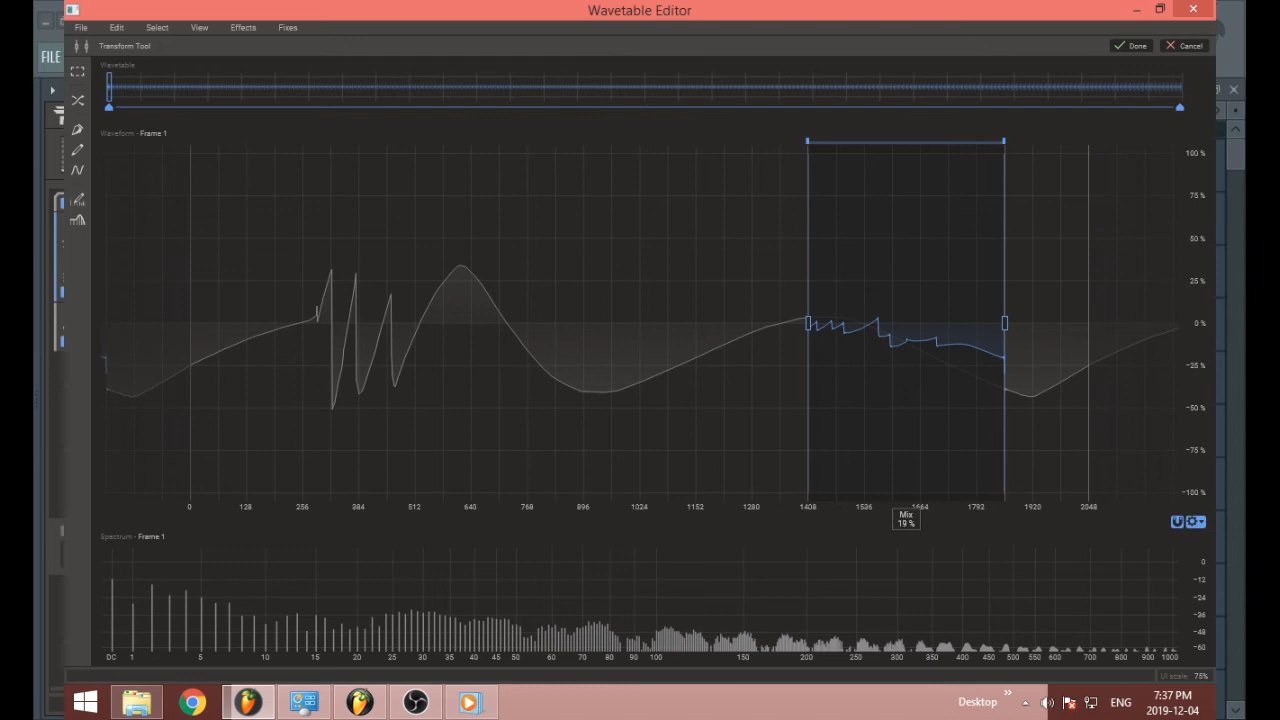 Wavetable Editor
File Edit Select View Effects Fixes
FILE
Transform Tool
Done Cancel
Wavetable
Waveform - Frame 1
100 %
75 %
50 %
25 %
0 %
−25 %
−50 %
−75 %
−100 %
0 128 256 384 512 640 768 896 1024 1152 1280 1408 1536 1664 1792 1920 2048
Mix
19 %
Spectrum - Frame 1
0
−12
−24
−36
−48
−60
DC 1 5 10 15 20 25 30 35 40 45 50 60 70 80 90 100 150 200 250 300 350 400 450 500 550 600 700 800 1000
UI scale: 75%
Desktop » ENG
7:37 PM
2019-12-04